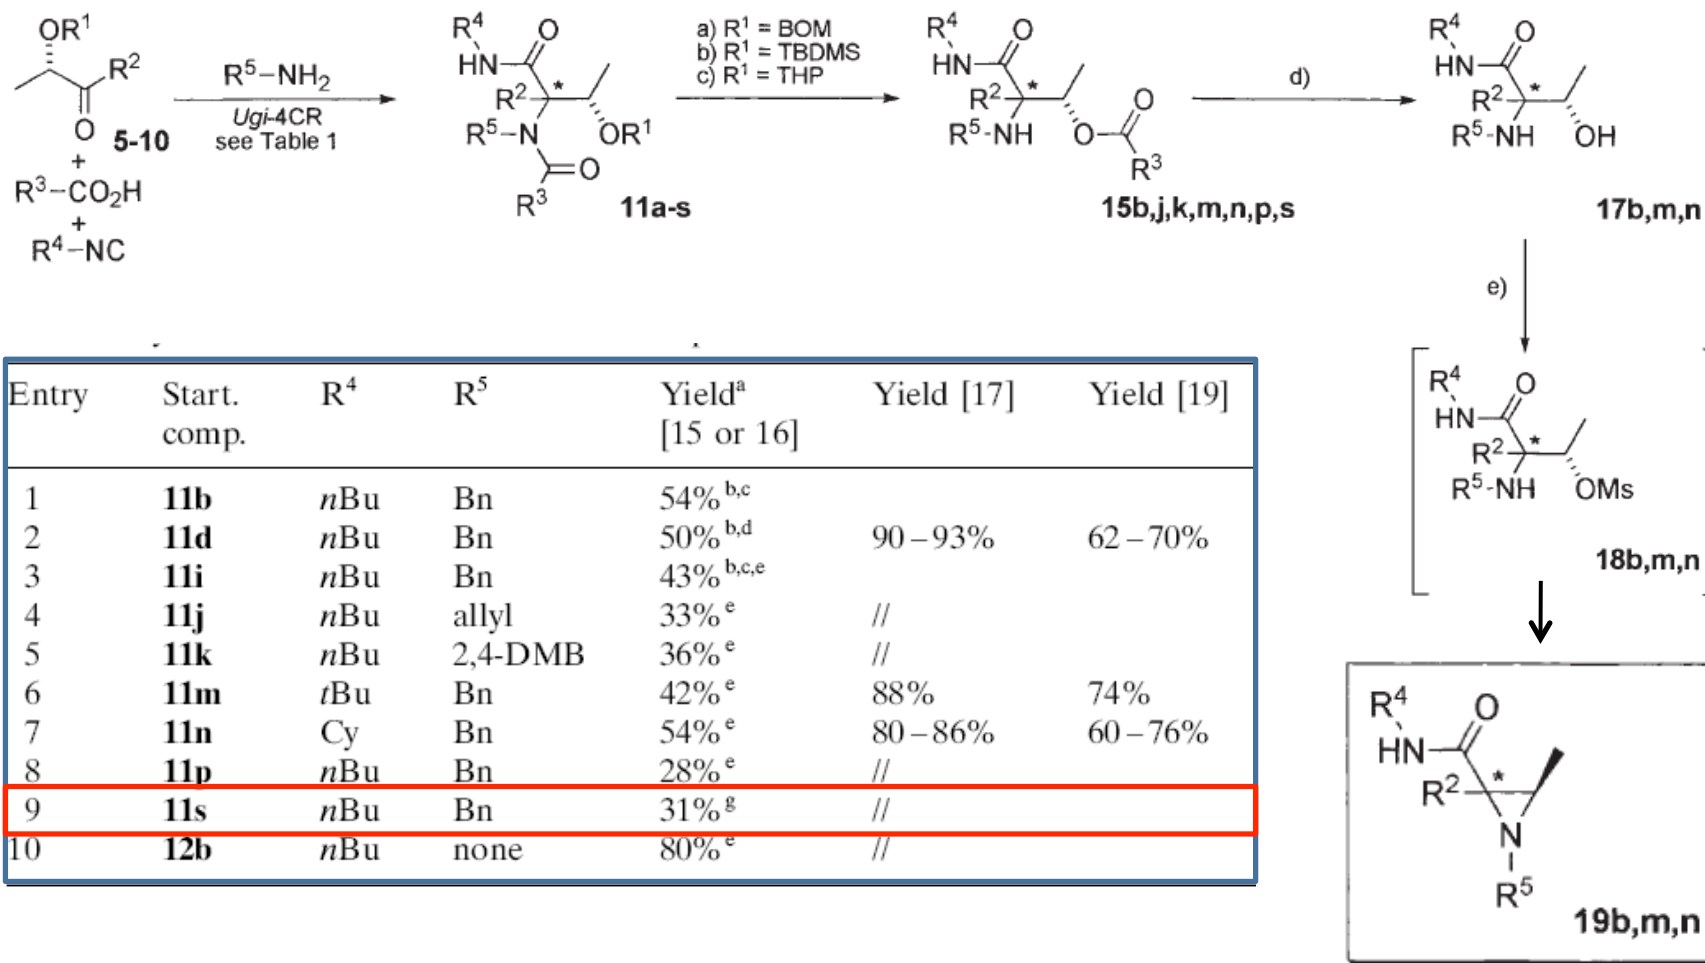 OR¹
R²
O
5-10
+
R³–CO₂H
+
R⁴–NC
R⁵–NH₂
Ugi-4CR
see Table 1
R⁴
HN
O
R²
*
R⁵–N
OR¹
O
R³
11a-s
a) R¹ = BOM
b) R¹ = TBDMS
c) R¹ = THP
R⁴
HN
O
R²
*
R⁵-NH
O
O
R³
15b,j,k,m,n,p,s
d)
R⁴
HN
O
R²
*
R⁵-NH
OH
17b,m,n
e)
R⁴
HN
O
R²
*
R⁵-NH
OMs
18b,m,n
R⁴
HN
O
R²
*
N
R⁵
19b,m,n
Entry Start. comp. R⁴ R⁵ Yieldᵃ [15 or 16] Yield [17] Yield [19]
1 11b nBu Bn 54% ᵇ,ᶜ
2 11d nBu Bn 50% ᵇ,ᵈ 90–93% 62–70%
3 11i nBu Bn 43% ᵇ,ᶜ,ᵉ
4 11j nBu allyl 33% ᵉ //
5 11k nBu 2,4-DMB 36% ᵉ //
6 11m tBu Bn 42% ᵉ 88% 74%
7 11n Cy Bn 54% ᵉ 80–86% 60–76%
8 11p nBu Bn 28% ᵉ //
9 11s nBu Bn 31% ᵍ //
10 12b nBu none 80% ᵉ //